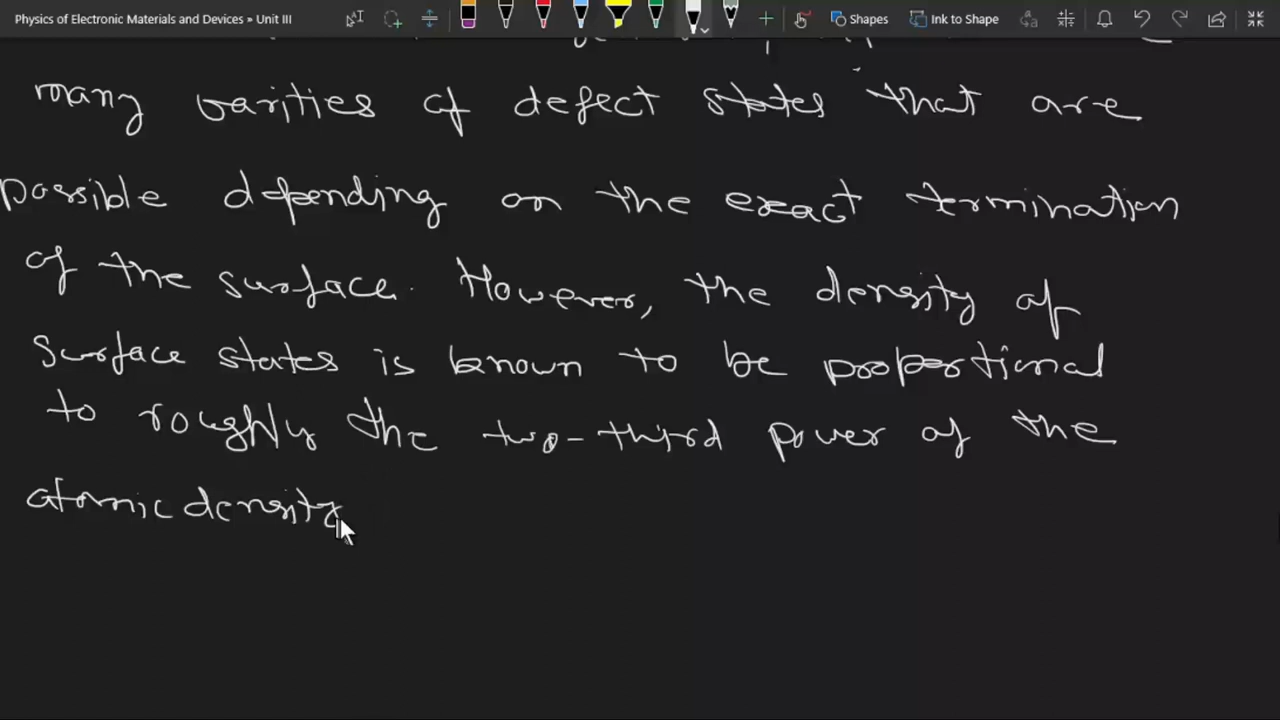 Physics of Electronic Materials and Devices » Unit III
Shapes
Ink to Shape
many varities of defect states that are
possible depending on the exact termination
of the surface. However, the density of
surface states is known to be propertional
to roughly the two-third power of the
atomic density